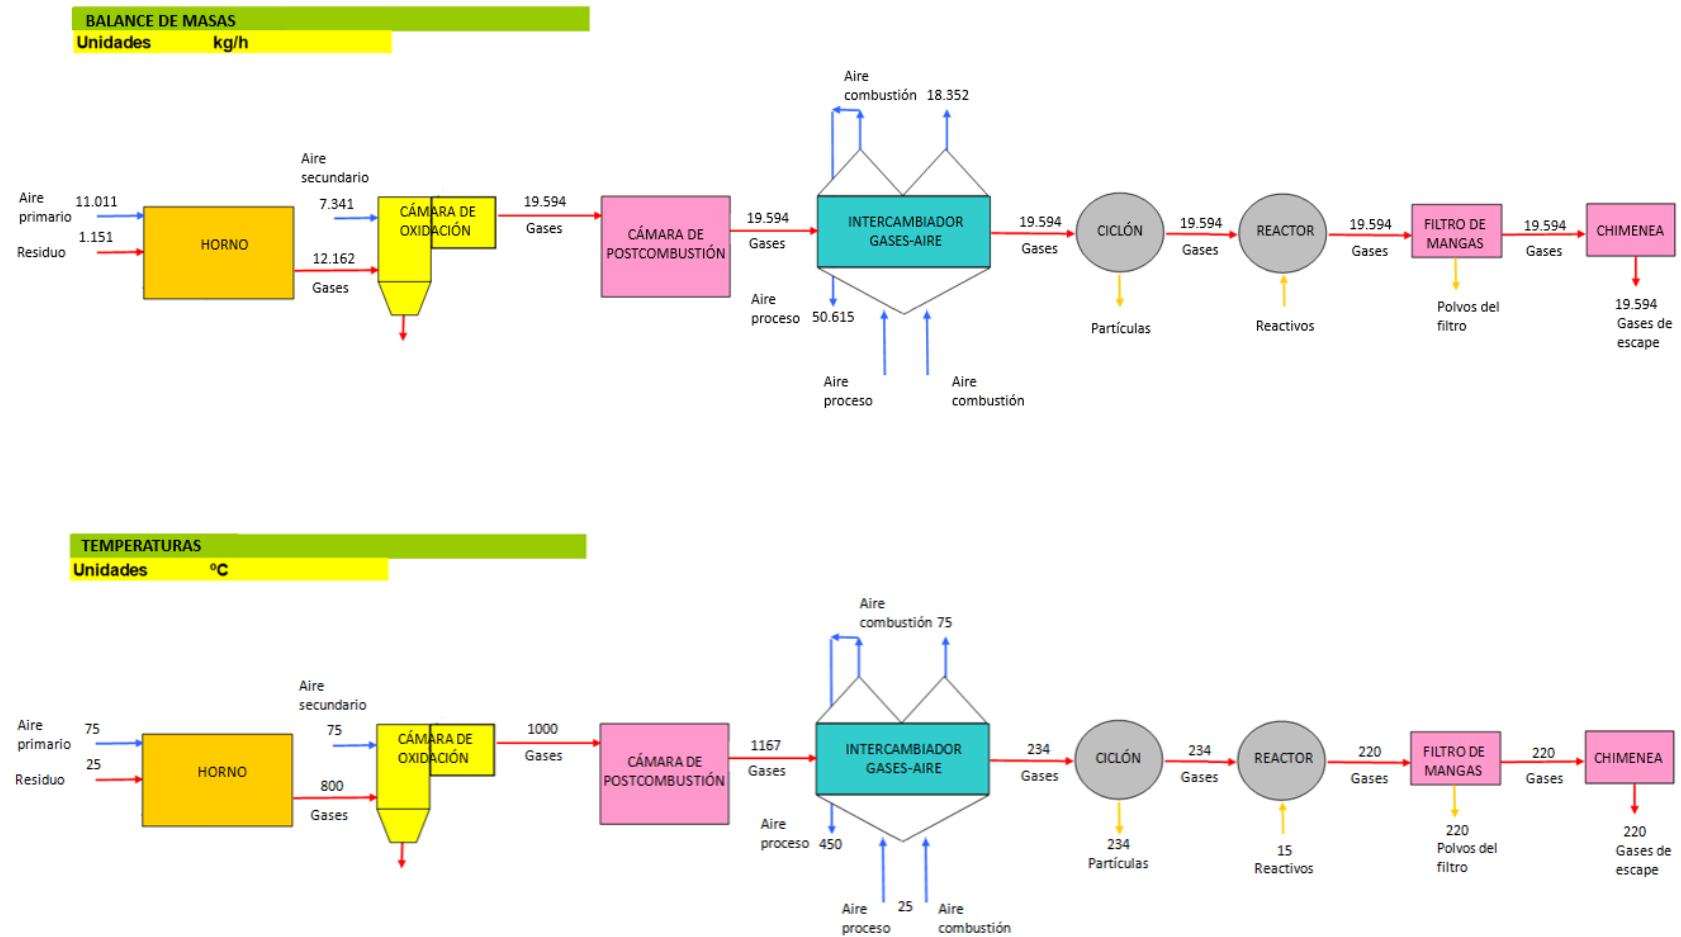 BALANCE DE MASAS
Unidades kg/h
Aire
combustión 18.352
Aire
secundario
7.341
Aire
primario
11.011
Residuo
1.151
HORNO
12.162
Gases
CÁMARA DE
OXIDACIÓN
19.594
Gases
CÁMARA DE
POSTCOMBUSTIÓN
19.594
Gases
INTERCAMBIADOR
GASES-AIRE
19.594
Gases
CICLÓN
19.594
Gases
REACTOR
19.594
Gases
FILTRO DE
MANGAS
19.594
Gases
CHIMENEA
Aire
proceso 50.615
Partículas
Reactivos
Polvos del
filtro
19.594
Gases de
escape
Aire
proceso
Aire
combustión
TEMPERATURAS
Unidades ºC
Aire
combustión 75
Aire
secundario
75
Aire
primario
75
Residuo
25
HORNO
800
Gases
CÁMARA DE
OXIDACIÓN
1000
Gases
CÁMARA DE
POSTCOMBUSTIÓN
1167
Gases
INTERCAMBIADOR
GASES-AIRE
234
Gases
CICLÓN
234
Gases
REACTOR
220
Gases
FILTRO DE
MANGAS
220
Gases
CHIMENEA
Aire
proceso 450
234
Partículas
15
Reactivos
220
Polvos del
filtro
220
Gases de
escape
Aire
proceso
25
Aire
combustión